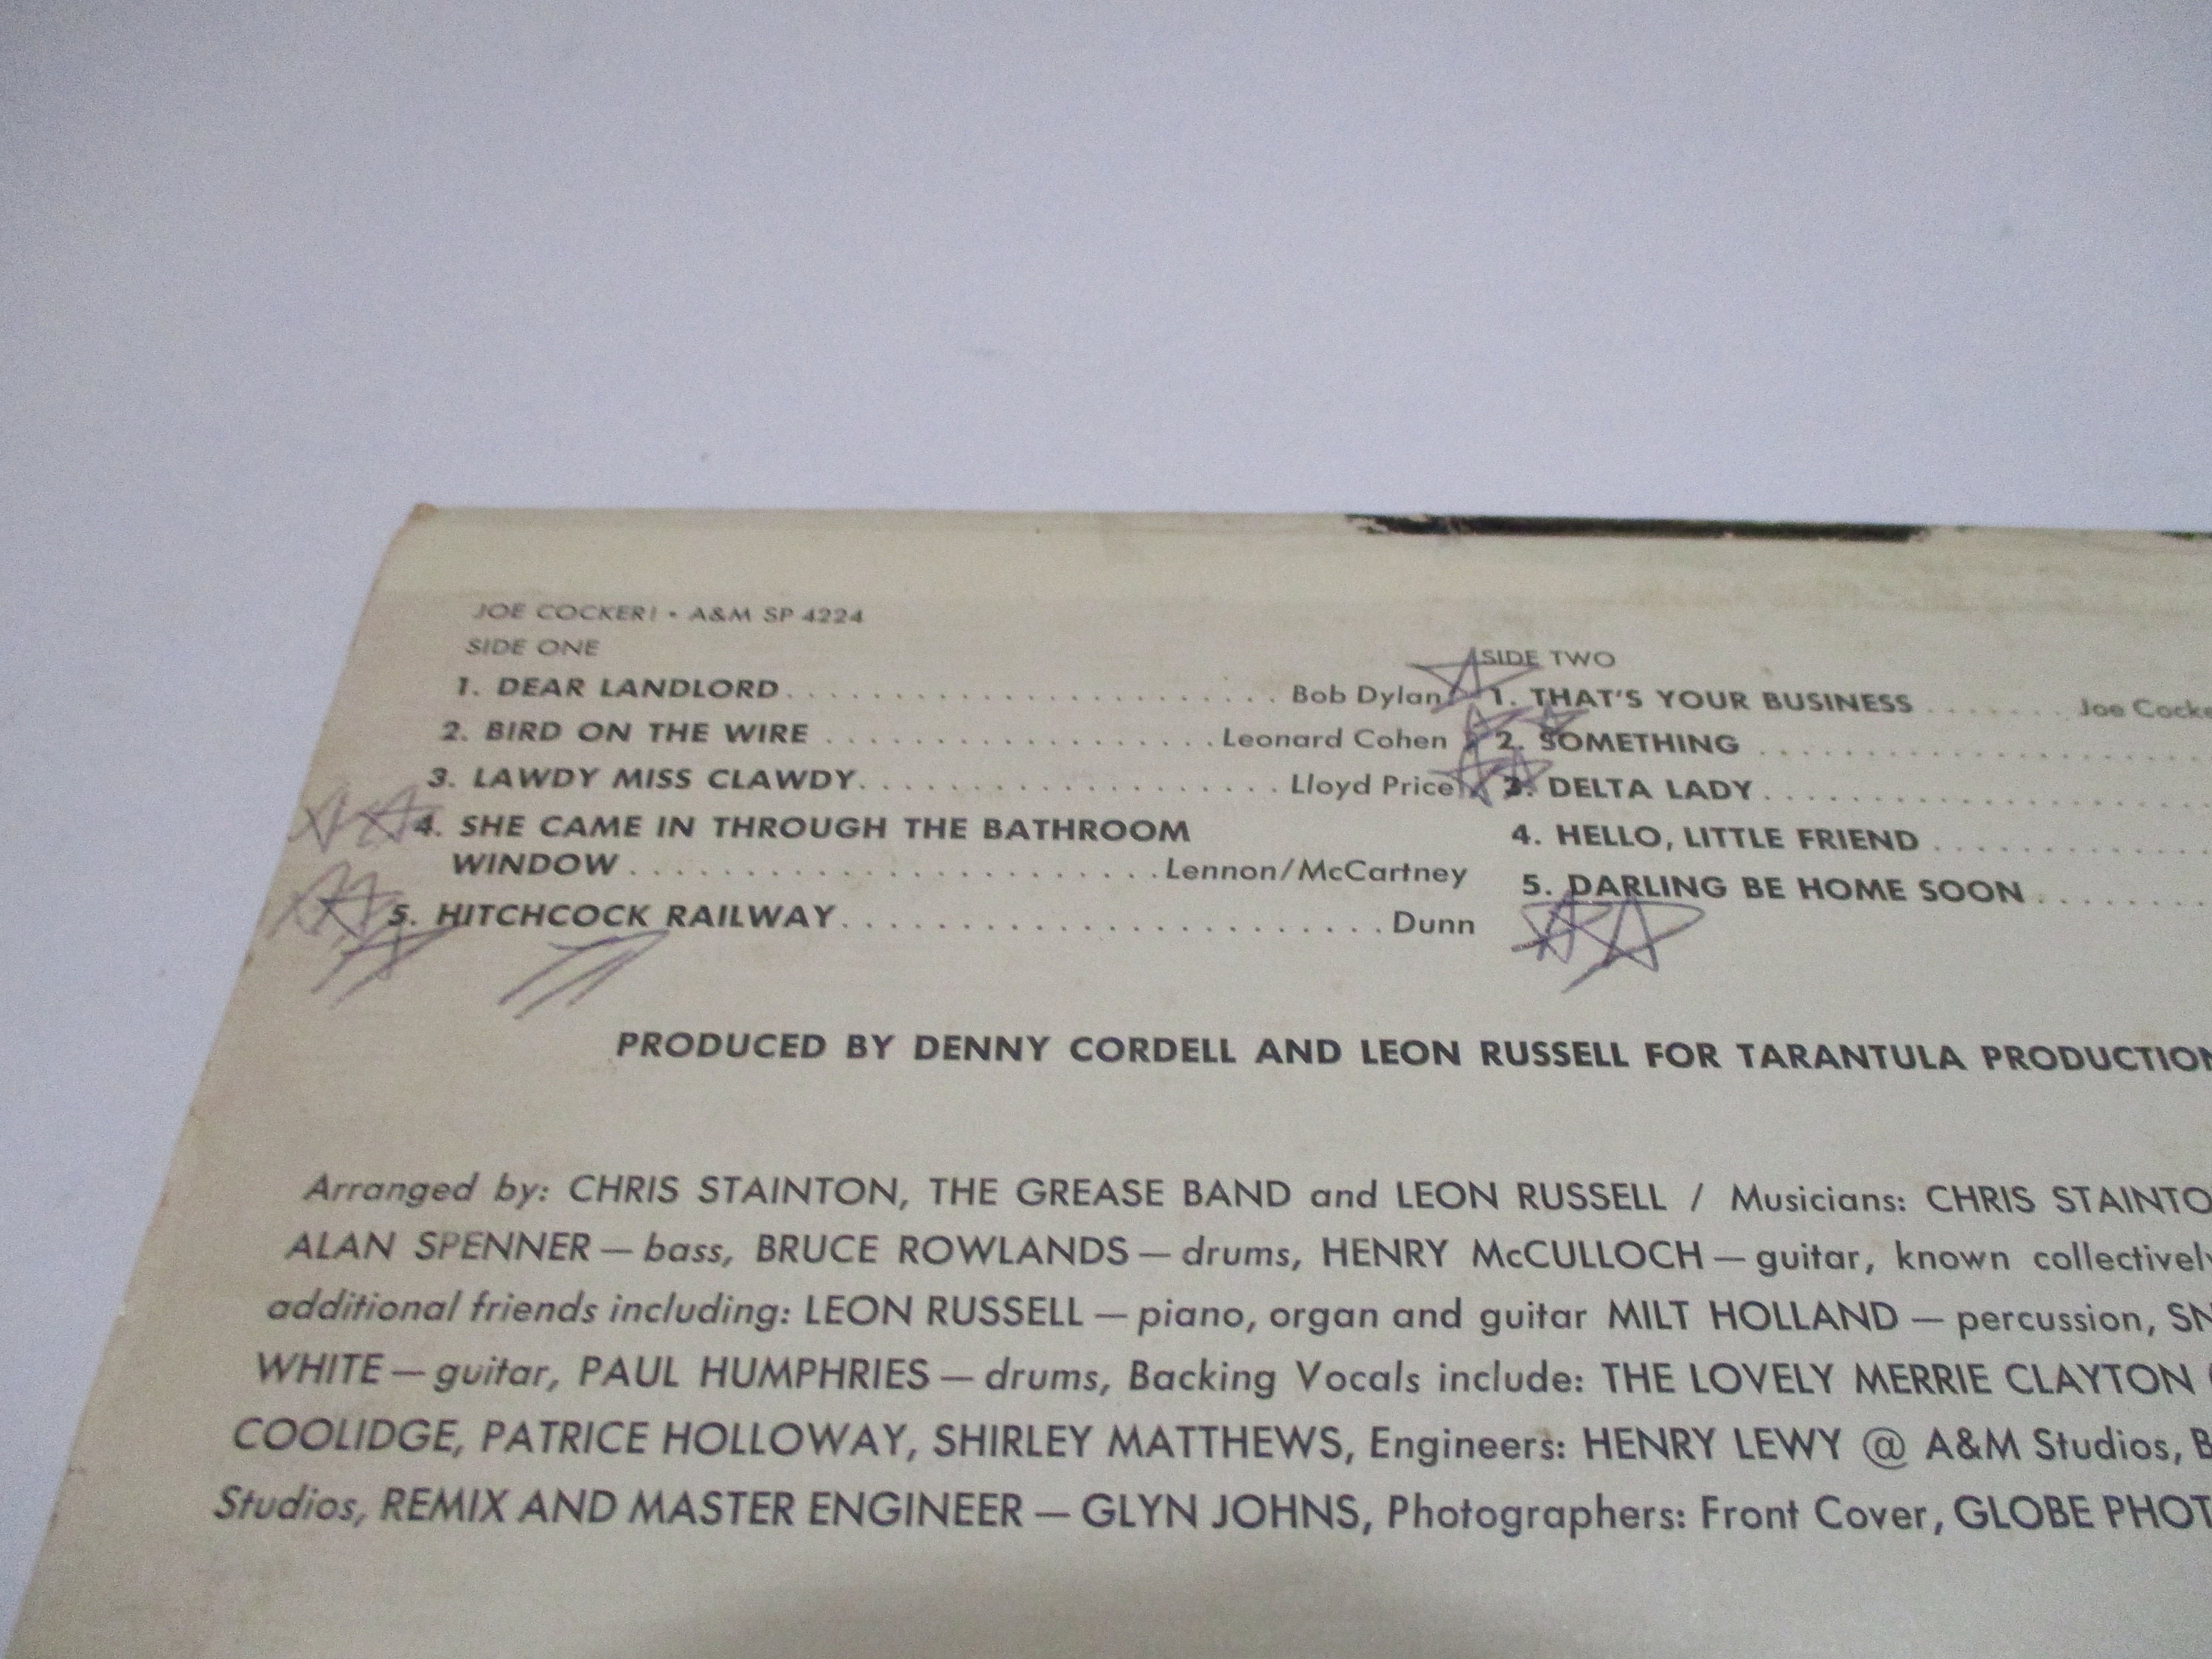 JOE COCKER! • A&M SP 4224
SIDE ONE
1. DEAR LANDLORD. . . . . . . . . . . . . . . . . . . . . . Bob Dylan
2. BIRD ON THE WIRE . . . . . . . . . . . . . . . . . Leonard Cohen
3. LAWDY MISS CLAWDY. . . . . . . . . . . . . . . . . . Lloyd Price
4. SHE CAME IN THROUGH THE BATHROOM
WINDOW . . . . . . . . . . . . . . . . . . . . . . . Lennon/McCartney
5. HITCHCOCK RAILWAY. . . . . . . . . . . . . . . . . . . . . Dunn
SIDE TWO
1. THAT'S YOUR BUSINESS . . . . . . . . Joe
2. SOMETHING . . . . . . . . . . . . . . .
3. DELTA LADY . . . . . . . . . . . . . . .
4. HELLO, LITTLE FRIEND . . . . . . . . . .
5. DARLING BE HOME SOON . . . . . . .
PRODUCED BY DENNY CORDELL AND LEON RUSSELL FOR TARANTULA
Arranged by: CHRIS STAINTON, THE GREASE BAND and LEON RUSSELL / Musicians: CHRIS
ALAN SPENNER — bass, BRUCE ROWLANDS — drums, HENRY McCULLOCH — guitar, known collectively
additional friends including: LEON RUSSELL — piano, organ and guitar MILT HOLLAND — percussion,
WHITE — guitar, PAUL HUMPHRIES — drums, Backing Vocals include: THE LOVELY MERRIE CLAYTON
COOLIDGE, PATRICE HOLLOWAY, SHIRLEY MATTHEWS, Engineers: HENRY LEWY @ A&M Studios,
Studios, REMIX AND MASTER ENGINEER — GLYN JOHNS, Photographers: Front Cover, GLOBE